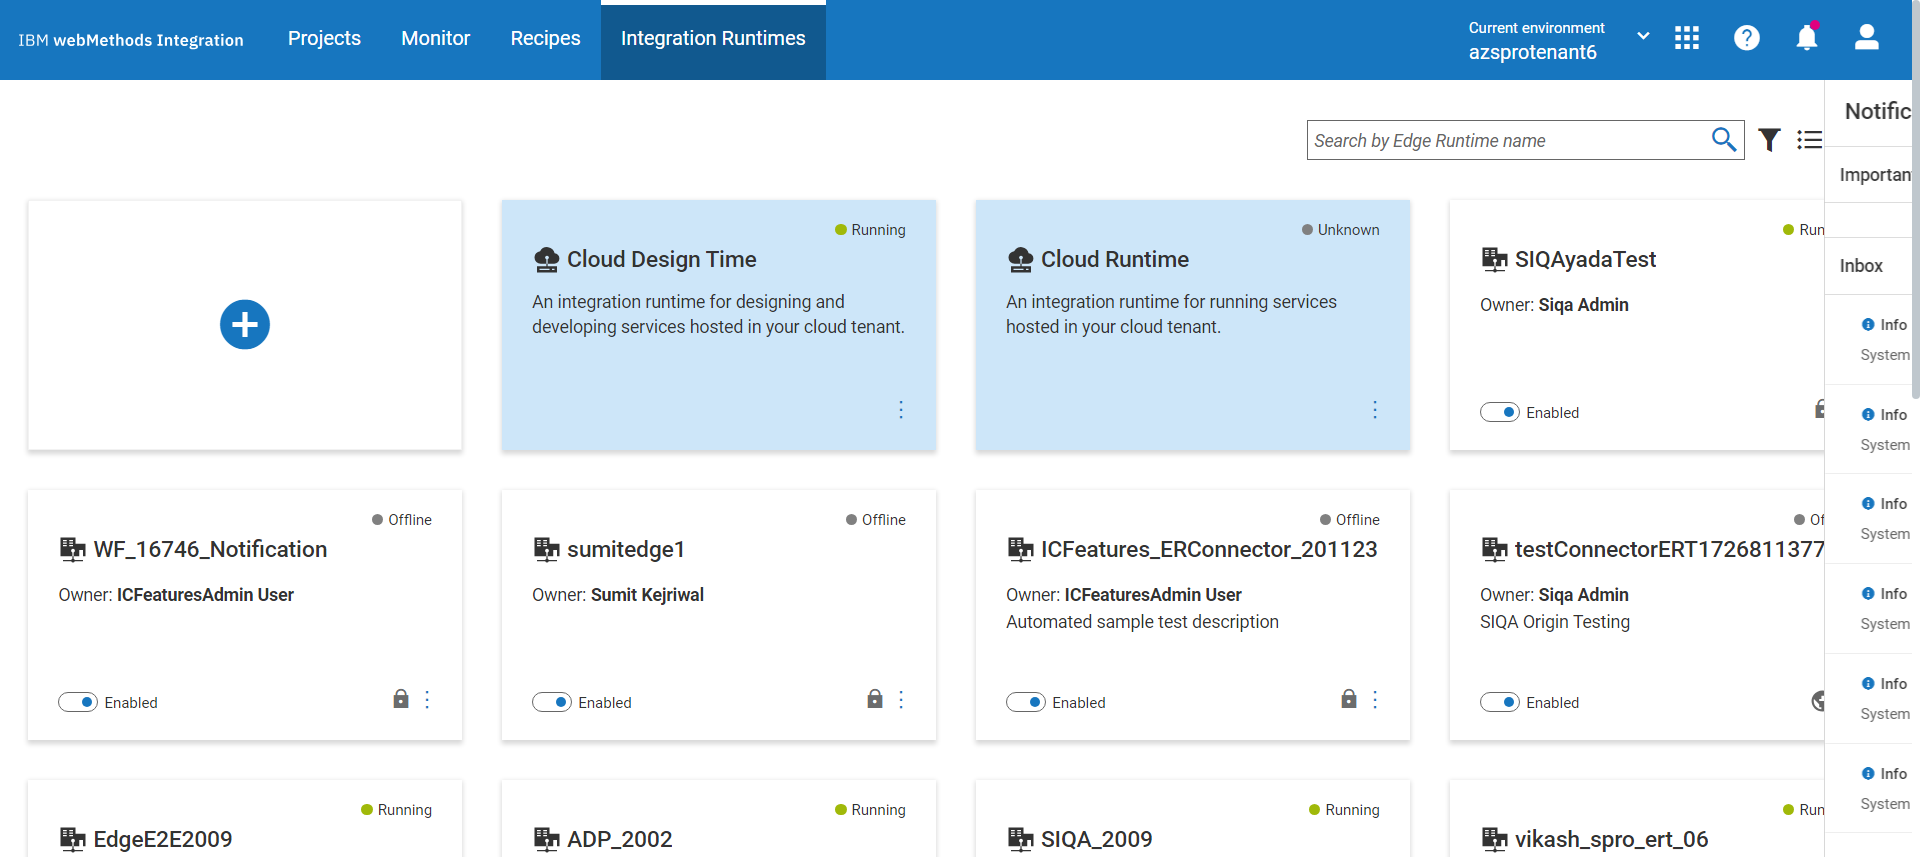 IBM webMethods Integration
Projects
Monitor
Recipes
Integration Runtimes
Current environment
azsprotenant6
Search by Edge Runtime name
Notific
Importan
Inbox
Info
System
Info
System
Info
System
Info
System
Info
System
Info
System
Running
Cloud Design Time
An integration runtime for designing and
developing services hosted in your cloud tenant.
Unknown
Cloud Runtime
An integration runtime for running services
hosted in your cloud tenant.
Run
SIQAyadaTest
Owner: Siqa Admin
Enabled
Offline
WF_16746_Notification
Owner: ICFeaturesAdmin User
Enabled
Offline
sumitedge1
Owner: Sumit Kejriwal
Enabled
Offline
ICFeatures_ERConnector_201123
Owner: ICFeaturesAdmin User
Automated sample test description
Enabled
Of
testConnectorERT1726811377
Owner: Siqa Admin
SIQA Origin Testing
Enabled
Running
EdgeE2E2009
Running
ADP_2002
Running
SIQA_2009
Run
vikash_spro_ert_06